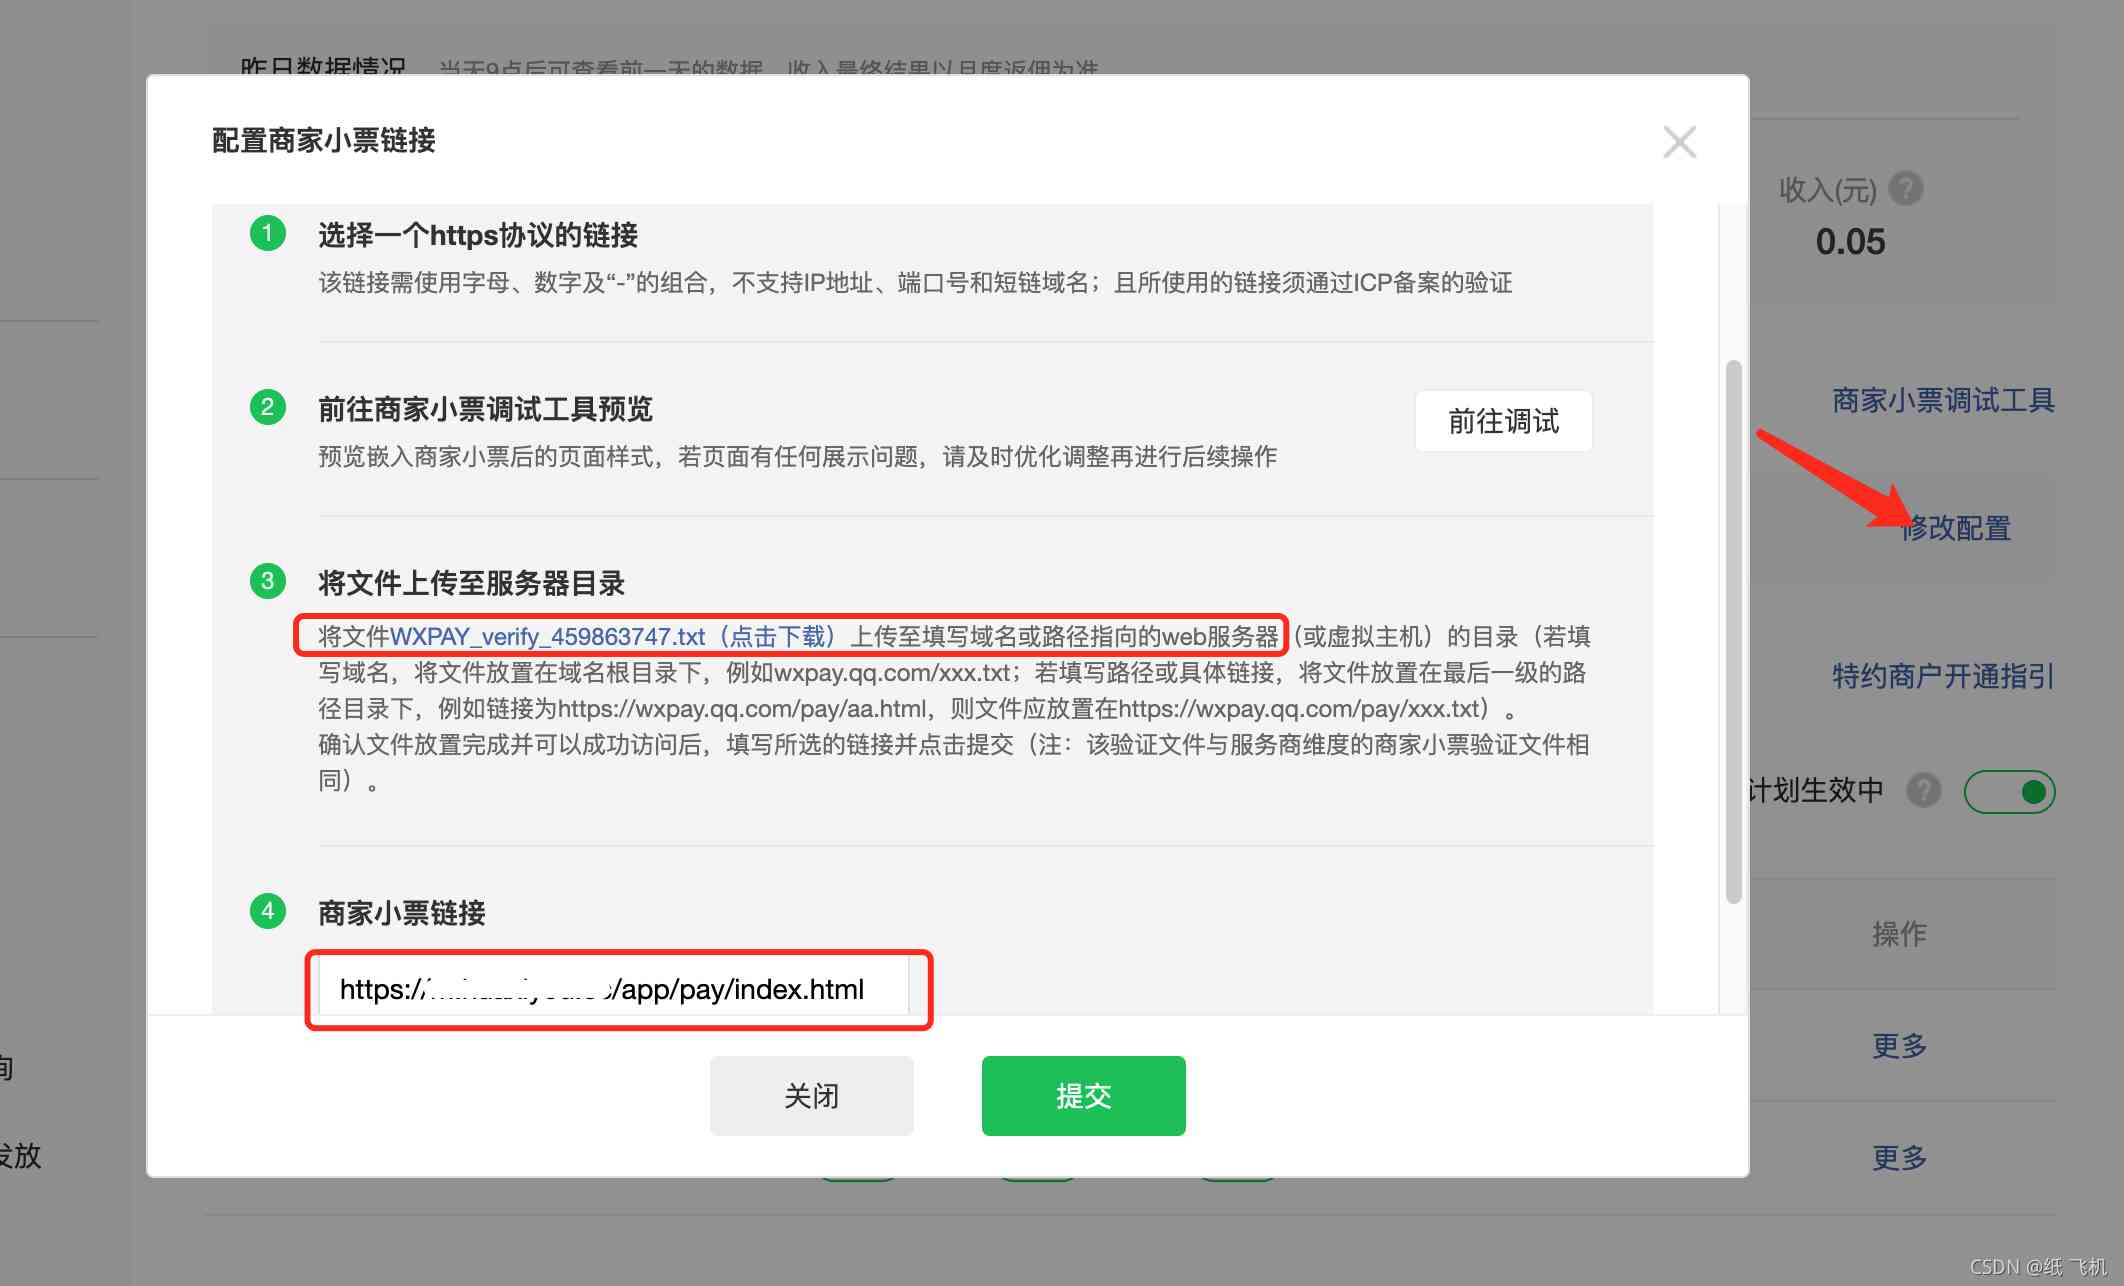 昨日数据情况 当天9点后可查看前一天的数据，收入最终结果以月度返佣为准
配置商家小票链接
收入(元) ?
0.05
1 选择一个https协议的链接
该链接需使用字母、数字及“-”的组合，不支持IP地址、端口号和短链域名；且所使用的链接须通过ICP备案的验证
2 前往商家小票调试工具预览
前往调试
预览嵌入商家小票后的页面样式，若页面有任何展示问题，请及时优化调整再进行后续操作
商家小票调试工具
修改配置
3 将文件上传至服务器目录
将文件WXPAY_verify_459863747.txt（点击下载）上传至填写域名或路径指向的web服务器（或虚拟主机）的目录（若填
写域名，将文件放置在域名根目录下，例如wxpay.qq.com/xxx.txt；若填写路径或具体链接，将文件放置在最后一级的路
径目录下，例如链接为https://wxpay.qq.com/pay/aa.html，则文件应放置在https://wxpay.qq.com/pay/xxx.txt）。
确认文件放置完成并可以成功访问后，填写所选的链接并点击提交（注：该验证文件与服务商维度的商家小票验证文件相
同）。
特约商户开通指引
计划生效中 ?
4 商家小票链接
操作
https:// /app/pay/index.html
更多
询
关闭
提交
发放
更多
CSDN @纸 飞机